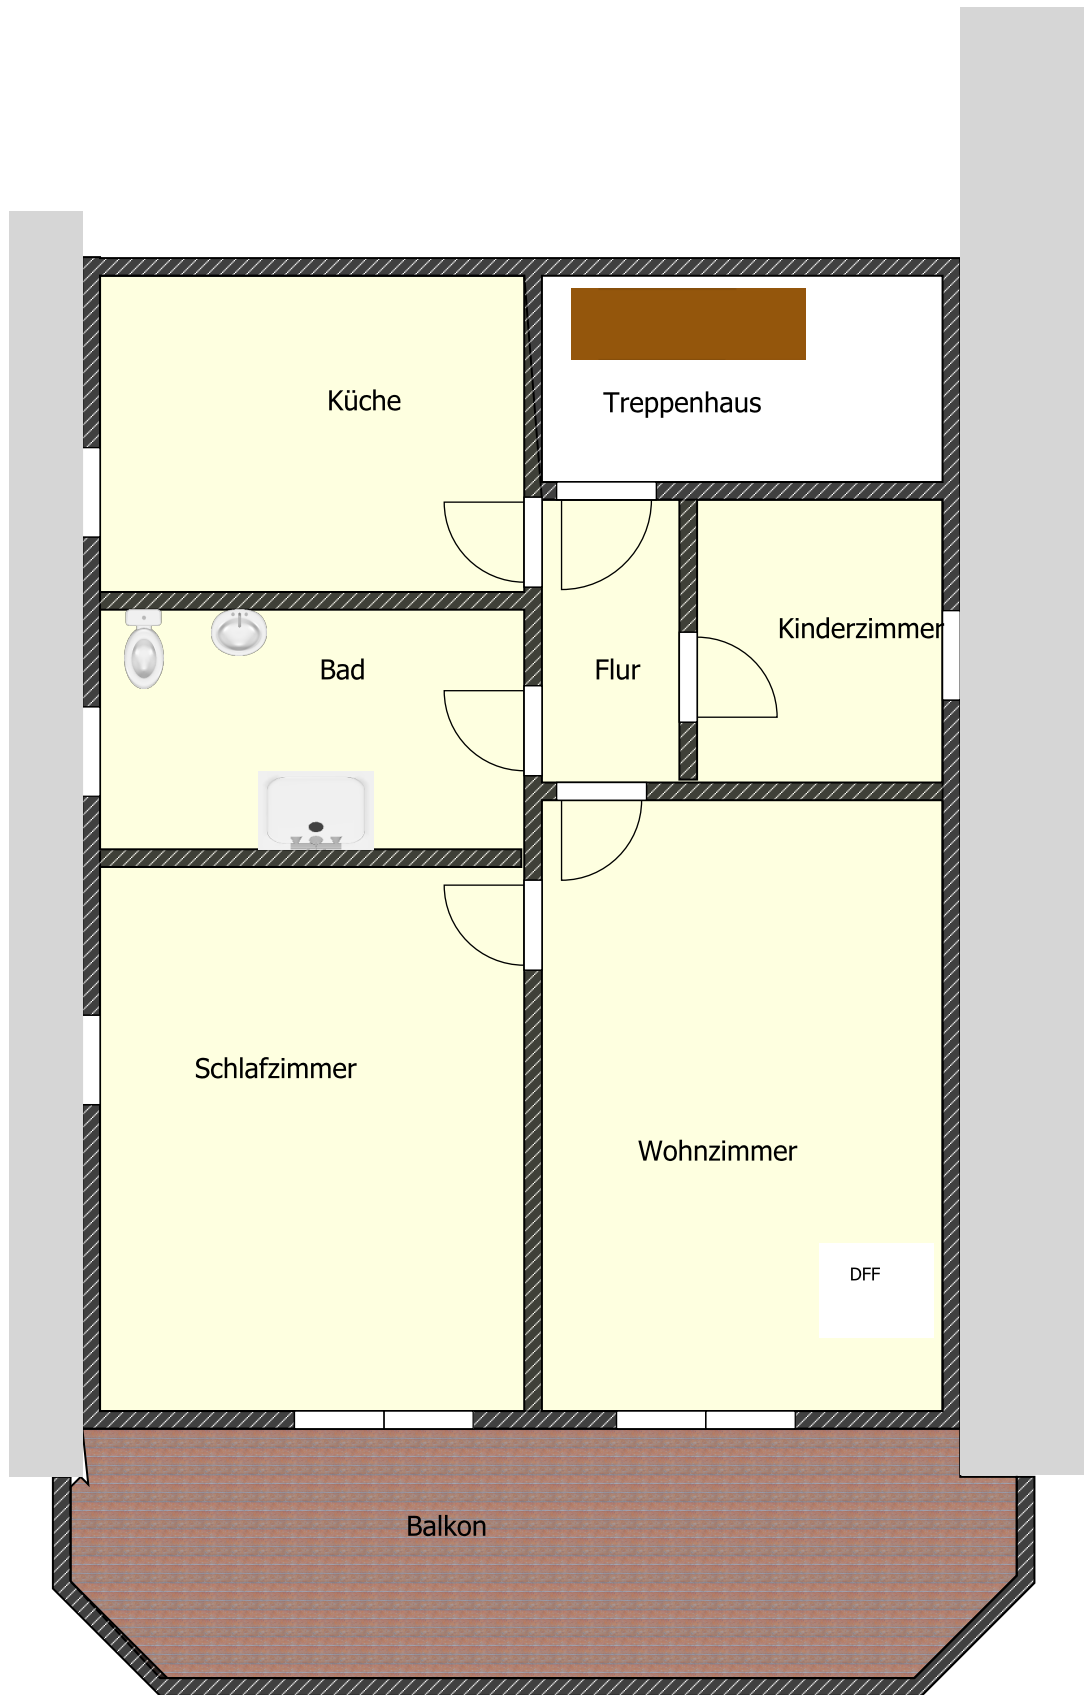 Küche
Treppenhaus
Kinderzimmer
Bad
Flur
Schlafzimmer
Wohnzimmer
DFF
Balkon